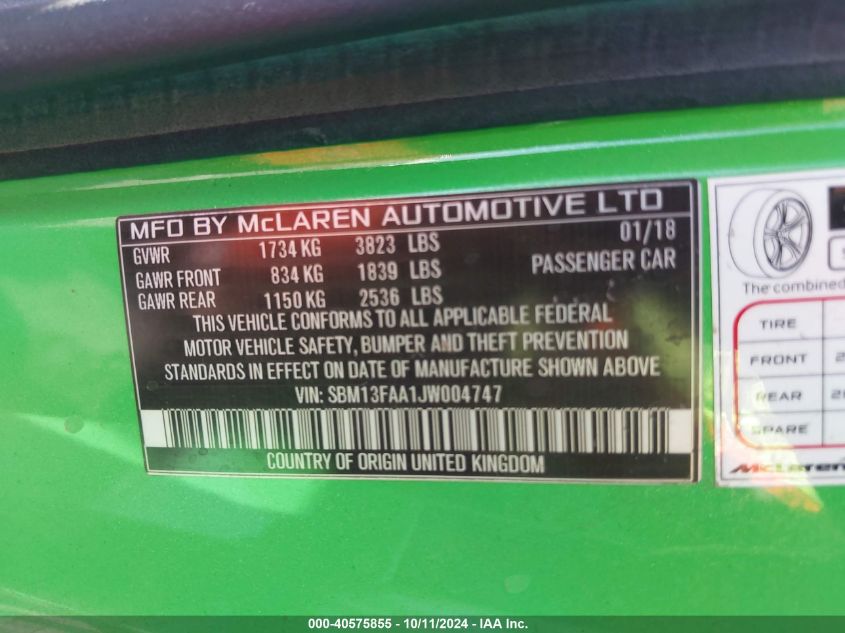 MFD BY McLAREN AUTOMOTIVE LTD
GVWR 1734 KG 3823 LBS 01/18
GAWR FRONT 834 KG 1839 LBS PASSENGER CAR
GAWR REAR 1150 KG 2536 LBS
THIS VEHICLE CONFORMS TO ALL APPLICABLE FEDERAL
MOTOR VEHICLE SAFETY, BUMPER AND THEFT PREVENTION
STANDARDS IN EFFECT ON DATE OF MANUFACTURE SHOWN ABOVE
VIN: SBM13FAA1JW004747
COUNTRY OF ORIGIN UNITED KINGDOM
The combined
TIRE
FRONT 2
REAR 2
SPARE
McLaren
000-40575855 - 10/11/2024 - IAA Inc.